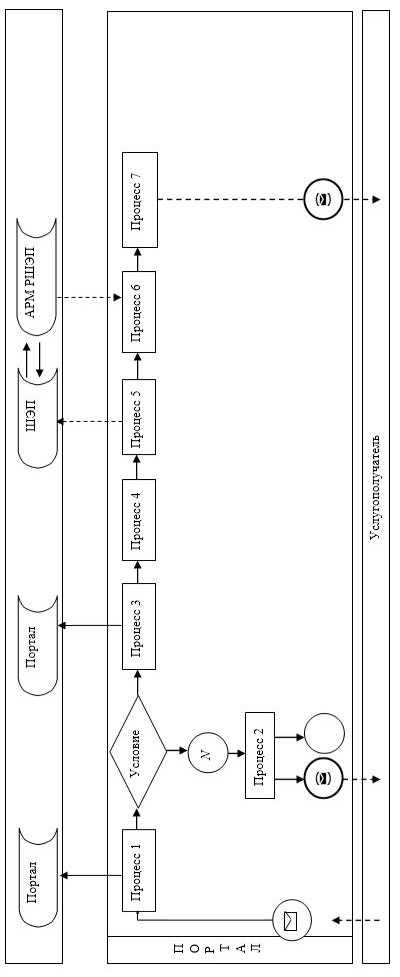 Портал
Портал
ШЭП
АРМ РШЭП
ПОРТАЛ
Процесс 1
Условие
Процесс 3
Процесс 4
Процесс 5
Процесс 6
Процесс 7
N
Процесс 2
Услугополучатель